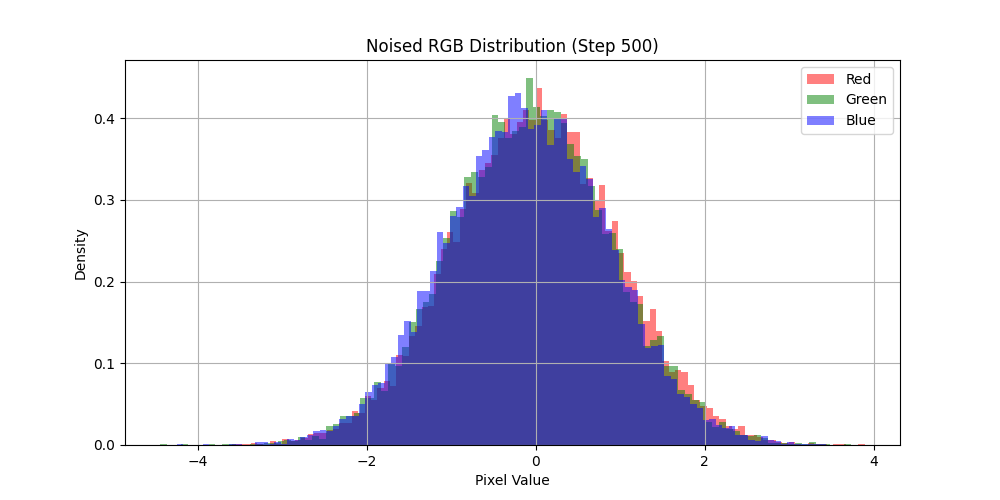 Noised RGB Distribution (Step 500)
Red
Green
Blue
0.4
0.3
0.2
0.1
0.0
Density
−4
−2
0
2
4
Pixel Value